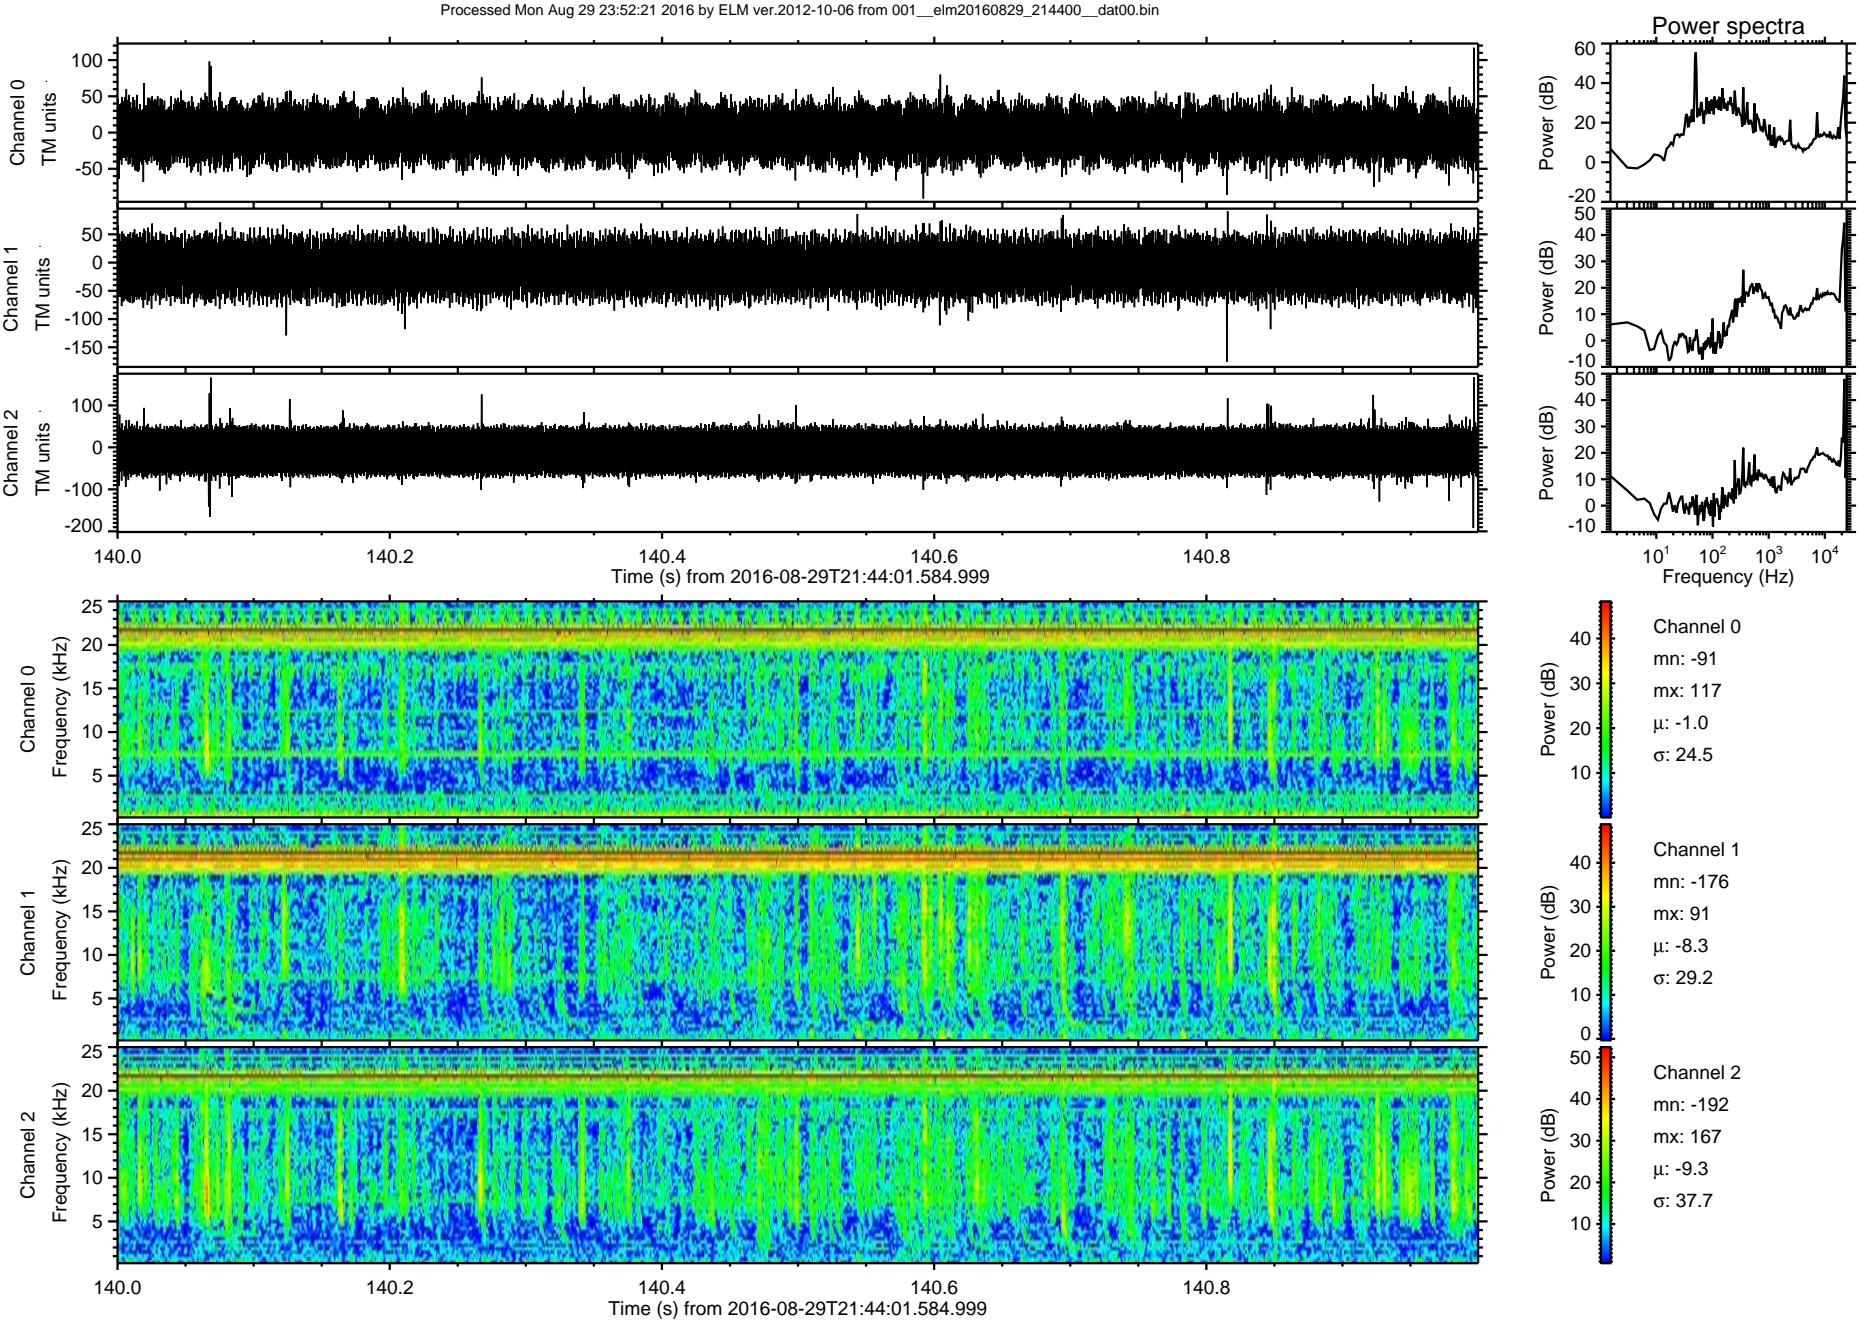 Processed Mon Aug 29 23:52:21 2016 by ELM ver.2012-10-06 from 001__elm20160829_214400__dat00.bin
Power spectra
Channel 0
TM units
100
50
0
-50
Power (dB)
60
40
20
0
-20
Channel 1
TM units
50
0
-50
-100
-150
Power (dB)
50
40
30
20
10
0
-10
Channel 2
TM units
100
0
-100
-200
Power (dB)
50
40
30
20
10
0
-10
140.0 140.2 140.4 140.6 140.8
Time (s) from 2016-08-29T21:44:01.584.999
10^1 10^2 10^3 10^4
Frequency (Hz)
Channel 0
Frequency (kHz)
25
20
15
10
5
Power (dB)
40
30
20
10
Channel 0
mn: -91
mx: 117
μ: -1.0
σ: 24.5
Channel 1
Frequency (kHz)
25
20
15
10
5
Power (dB)
40
30
20
10
0
Channel 1
mn: -176
mx: 91
μ: -8.3
σ: 29.2
Channel 2
Frequency (kHz)
25
20
15
10
5
Power (dB)
50
40
30
20
10
Channel 2
mn: -192
mx: 167
μ: -9.3
σ: 37.7
140.0 140.2 140.4 140.6 140.8
Time (s) from 2016-08-29T21:44:01.584.999